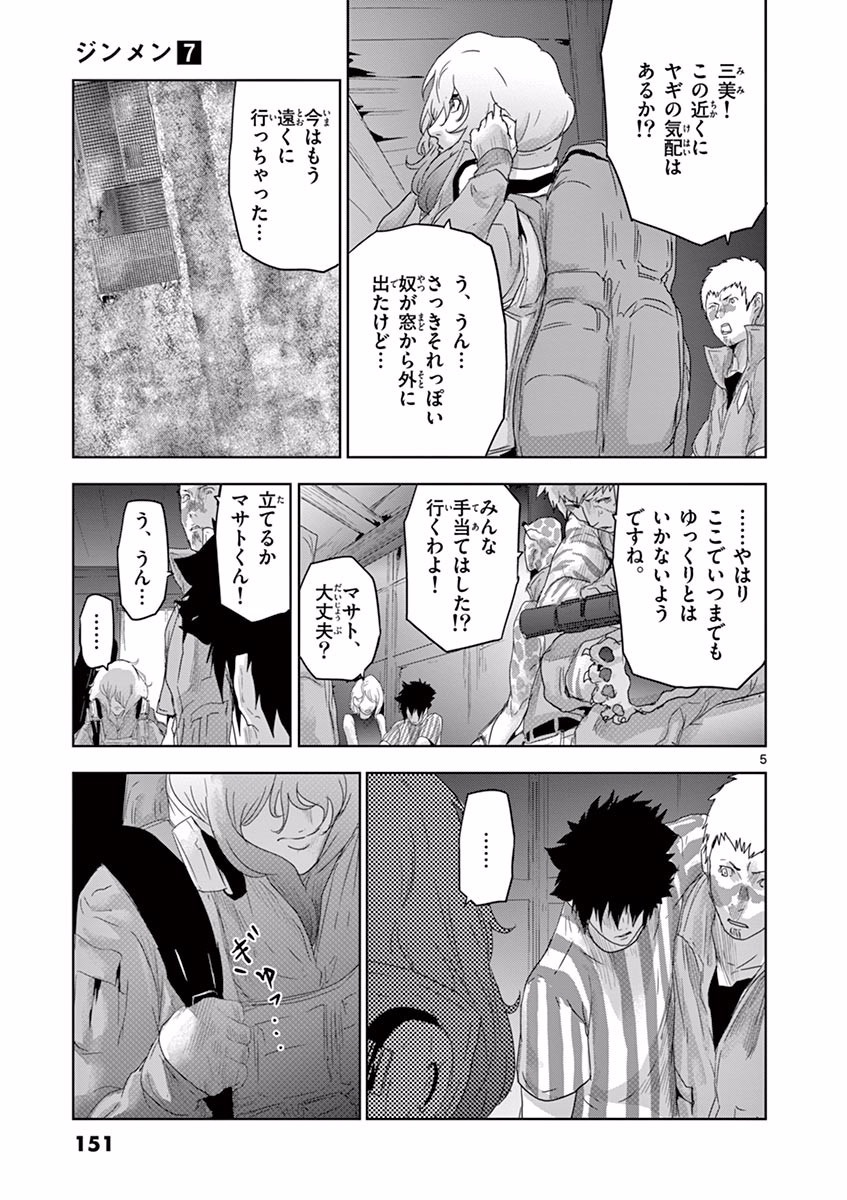 ジンメン7
三美!
この近くに
ヤギの気配は
あるか!?
う、うん…
さっきそれっぽい
奴が窓から外に
出たけど…
今はもう
遠くに
行っちゃった…
……やはり
ここでいつまでも
ゆっくりとは
いかないよう
ですね。
みんな
手当てはした!?
行くわよ!
マサト、
大丈夫?
立てるか
マサトくん!
う、うん…
……
5
……
ぎゅっ…
151